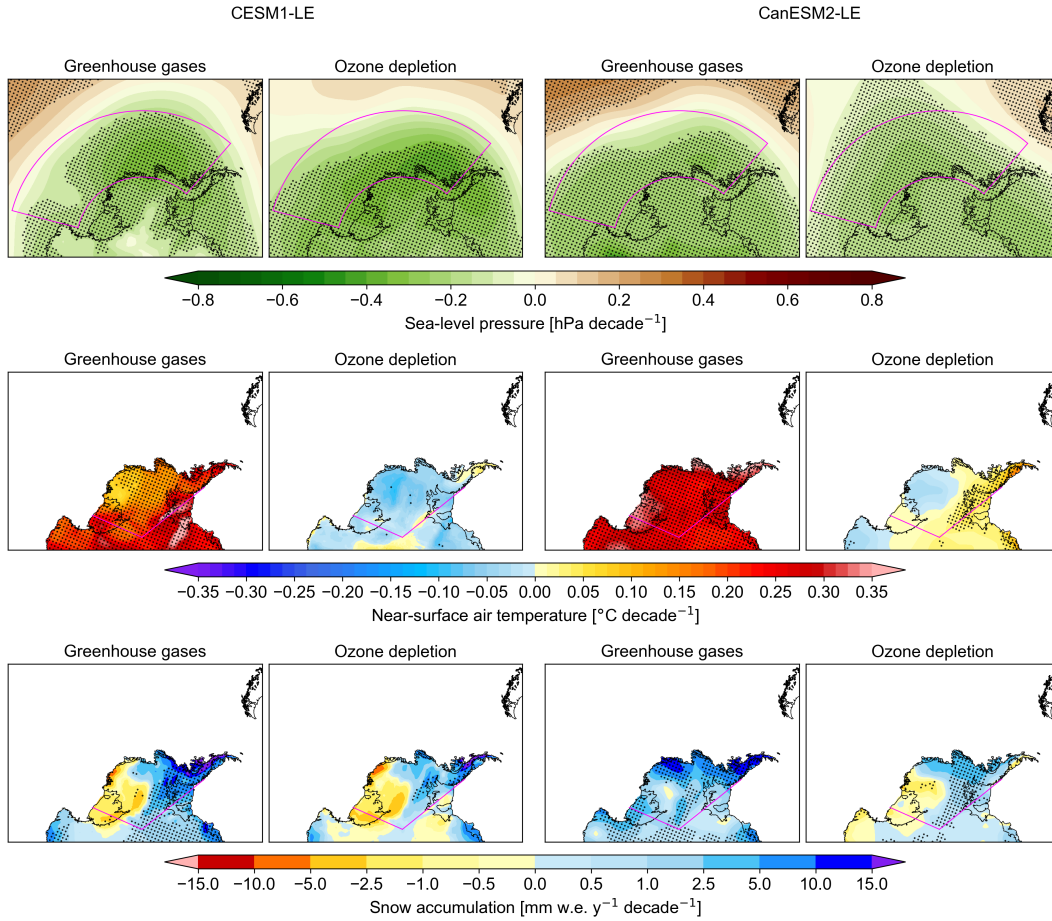 CESM1-LE CanESM2-LE
Greenhouse gases Ozone depletion Greenhouse gases Ozone depletion
−0.8 −0.6 −0.4 −0.2 0.0 0.2 0.4 0.6 0.8
Sea-level pressure [hPa decade⁻¹]
Greenhouse gases Ozone depletion Greenhouse gases Ozone depletion
−0.35 −0.30 −0.25 −0.20 −0.15 −0.10 −0.05 0.00 0.05 0.10 0.15 0.20 0.25 0.30 0.35
Near-surface air temperature [°C decade⁻¹]
Greenhouse gases Ozone depletion Greenhouse gases Ozone depletion
−15.0 −10.0 −5.0 −2.5 −1.0 −0.5 0.0 0.5 1.0 2.5 5.0 10.0 15.0
Snow accumulation [mm w.e. y⁻¹ decade⁻¹]